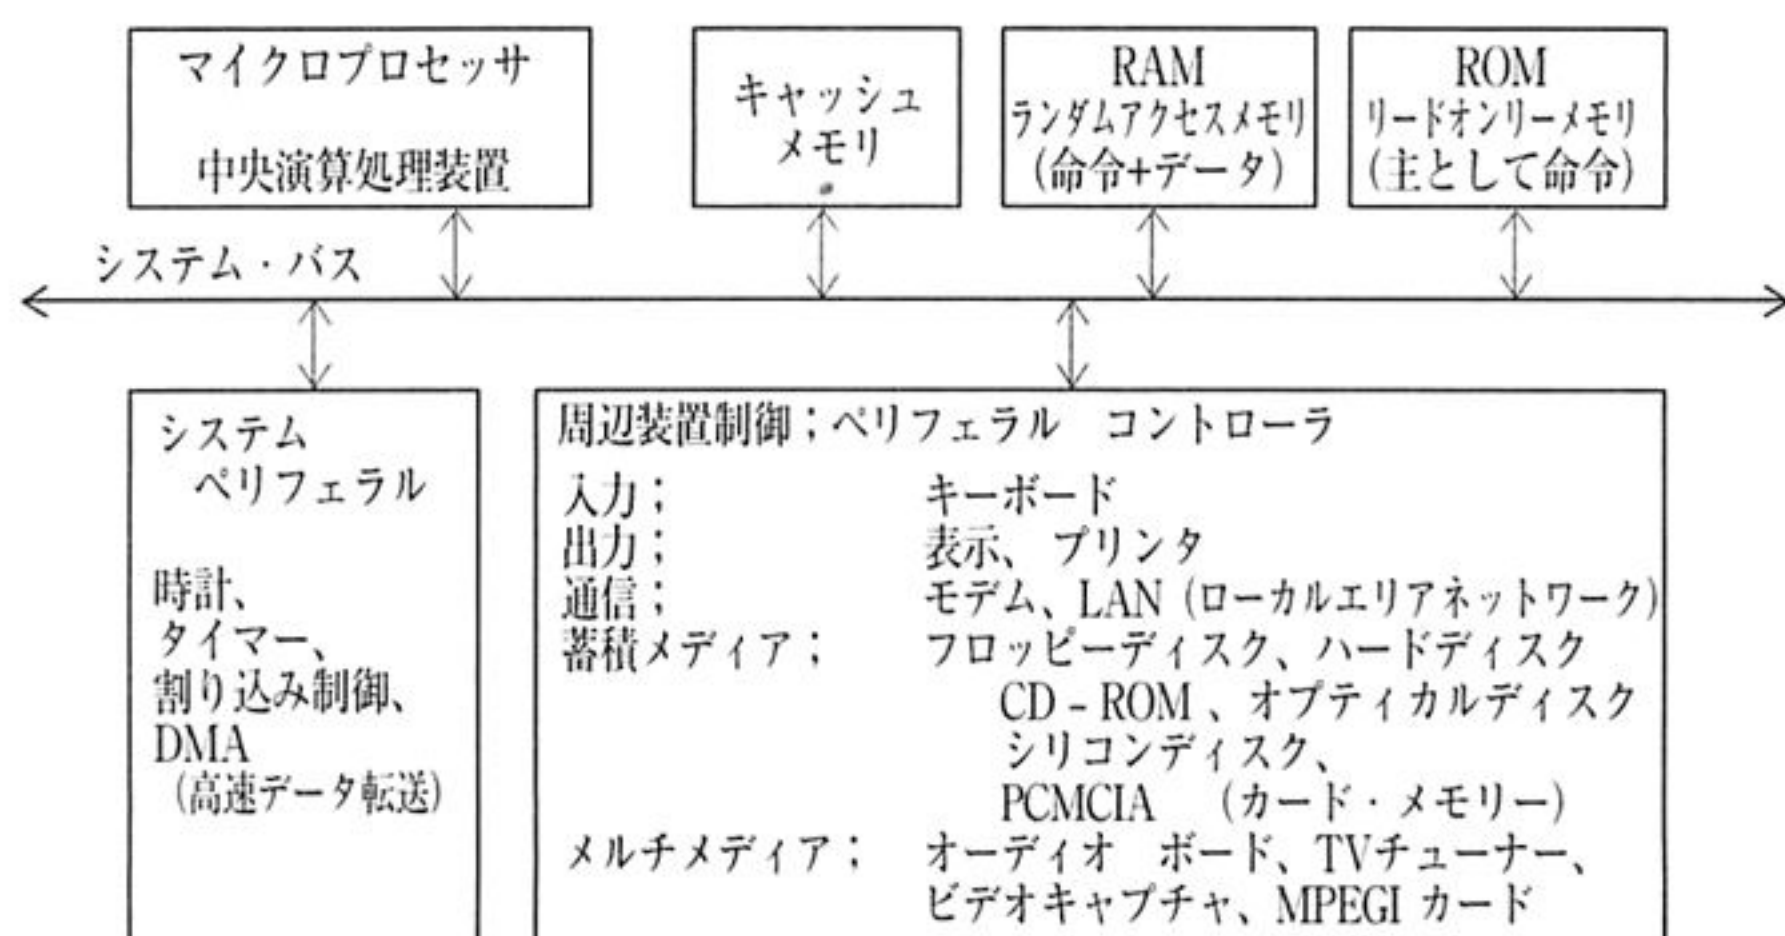 マイクロプロセッサ
中央演算処理装置
キャッシュ
メモリ
RAM
ランダムアクセスメモリ
(命令+データ)
ROM
リードオンリーメモリ
(主として命令)
システム・バス
システム
ペリフェラル
時計、
タイマー、
割り込み制御、
DMA
(高速データ転送)
周辺装置制御；ペリフェラル　コントローラ
入力；　キーボード
出力；　表示、プリンタ
通信；　モデム、LAN (ローカルエリアネットワーク)
蓄積メディア；　フロッピーディスク、ハードディスク
CD－ROM 、オプティカルディスク
シリコンディスク、
PCMCIA　(カード・メモリー)
メルチメディア；　オーディオ　ボード、TVチューナー、
ビデオキャプチャ、MPEGI カード